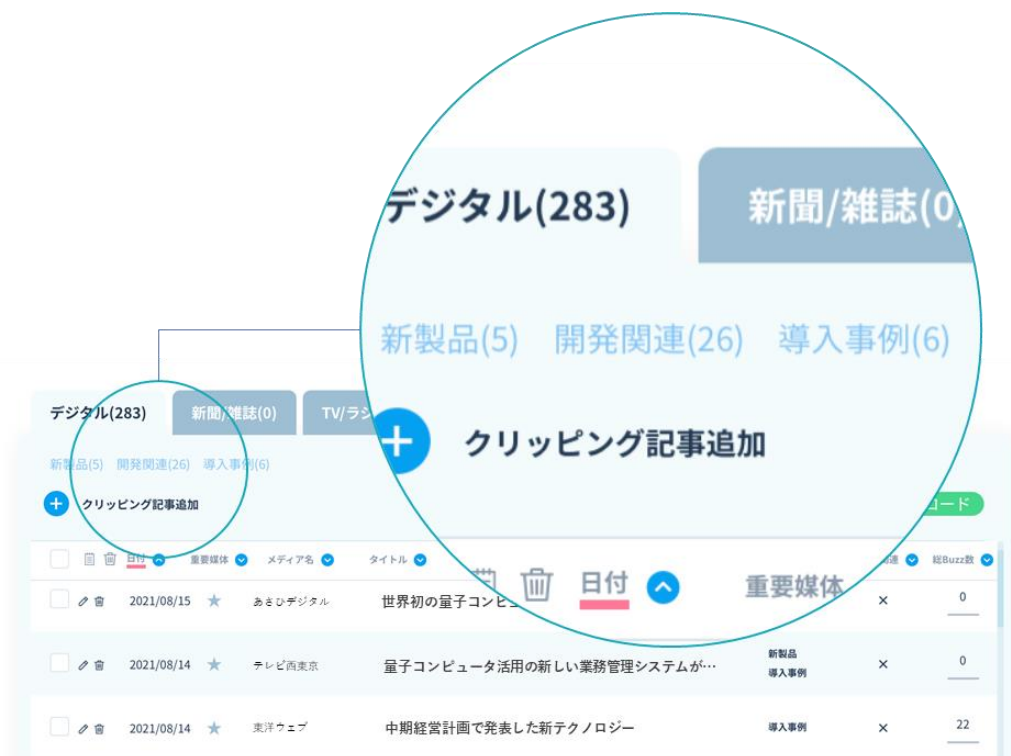 デジタル(283) 新聞/雑誌(0)
新製品(5) 開発関連(26) 導入事例(6)
クリッピング記事追加
日付 重要媒体
デジタル(283) 新聞/雑誌(0) TV/ラジ
新製品(5) 開発関連(26) 導入事例(6)
クリッピング記事追加
ロード
日付 重要媒体 メディア名 タイトル 総Buzz数
2021/08/15 あさひデジタル 世界初の量子コンピ × 0
2021/08/14 テレビ西東京 量子コンピュータ活用の新しい業務管理システムが… 新製品 × 0
導入事例
2021/08/14 東洋ウェブ 中期経営計画で発表した新テクノロジー 導入事例 × 22